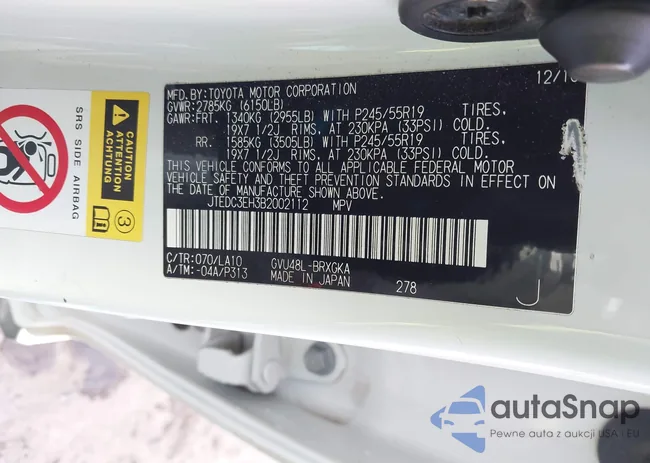 12/10
MFD. BY: TOYOTA MOTOR CORPORATION
GVWR: 2785KG (6150LB)
GAWR: FRT. 1340KG (2955LB) WITH P245/55R19 TIRES.
19X7 1/2J RIMS. AT 230KPA (33PSI) COLD.
RR. 1585KG (3505LB) WITH P245/55R19 TIRES.
19X7 1/2J RIMS. AT 230KPA (33PSI) COLD.
THIS VEHICLE CONFORMS TO ALL APPLICABLE FEDERAL MOTOR
VEHICLE SAFETY AND THEFT PREVENTION STANDARDS IN EFFECT ON
THE DATE OF MANUFACTURE SHOWN ABOVE.
JTEDC3EH3B2002112 MPV
C/TR: 070/LA10 GVU48L-BRXGKA
A/TM: -04A/P313 MADE IN JAPAN 278
J
SRS SIDE AIRBAG
CAUTION
ATTENTION
ACHTUNG
3
autaSnap
Pewne auta z aukcji USA · EU